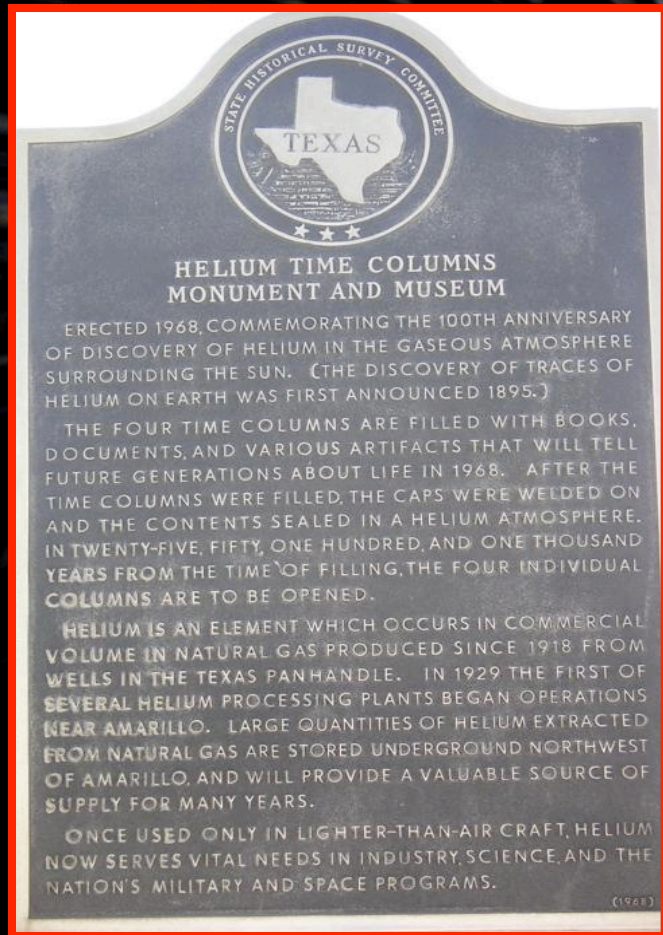 STATE HISTORICAL SURVEY COMMITTEE
TEXAS
HELIUM TIME COLUMNS
MONUMENT AND MUSEUM
ERECTED 1968, COMMEMORATING THE 100TH ANNIVERSARY
OF DISCOVERY OF HELIUM IN THE GASEOUS ATMOSPHERE
SURROUNDING THE SUN. (THE DISCOVERY OF TRACES OF
HELIUM ON EARTH WAS FIRST ANNOUNCED 1895.)
THE FOUR TIME COLUMNS ARE FILLED WITH BOOKS,
DOCUMENTS, AND VARIOUS ARTIFACTS THAT WILL TELL
FUTURE GENERATIONS ABOUT LIFE IN 1968. AFTER THE
TIME COLUMNS WERE FILLED, THE CAPS WERE WELDED ON
AND THE CONTENTS SEALED IN A HELIUM ATMOSPHERE.
IN TWENTY-FIVE, FIFTY, ONE HUNDRED, AND ONE THOUSAND
YEARS FROM THE TIME OF FILLING, THE FOUR INDIVIDUAL
COLUMNS ARE TO BE OPENED.
HELIUM IS AN ELEMENT WHICH OCCURS IN COMMERCIAL
VOLUME IN NATURAL GAS PRODUCED SINCE 1918 FROM
WELLS IN THE TEXAS PANHANDLE. IN 1929 THE FIRST OF
SEVERAL HELIUM PROCESSING PLANTS BEGAN OPERATIONS
NEAR AMARILLO. LARGE QUANTITIES OF HELIUM EXTRACTED
FROM NATURAL GAS ARE STORED UNDERGROUND NORTHWEST
OF AMARILLO, AND WILL PROVIDE A VALUABLE SOURCE OF
SUPPLY FOR MANY YEARS.
ONCE USED ONLY IN LIGHTER-THAN-AIR CRAFT, HELIUM
NOW SERVES VITAL NEEDS IN INDUSTRY, SCIENCE, AND THE
NATION'S MILITARY AND SPACE PROGRAMS.
(1968)